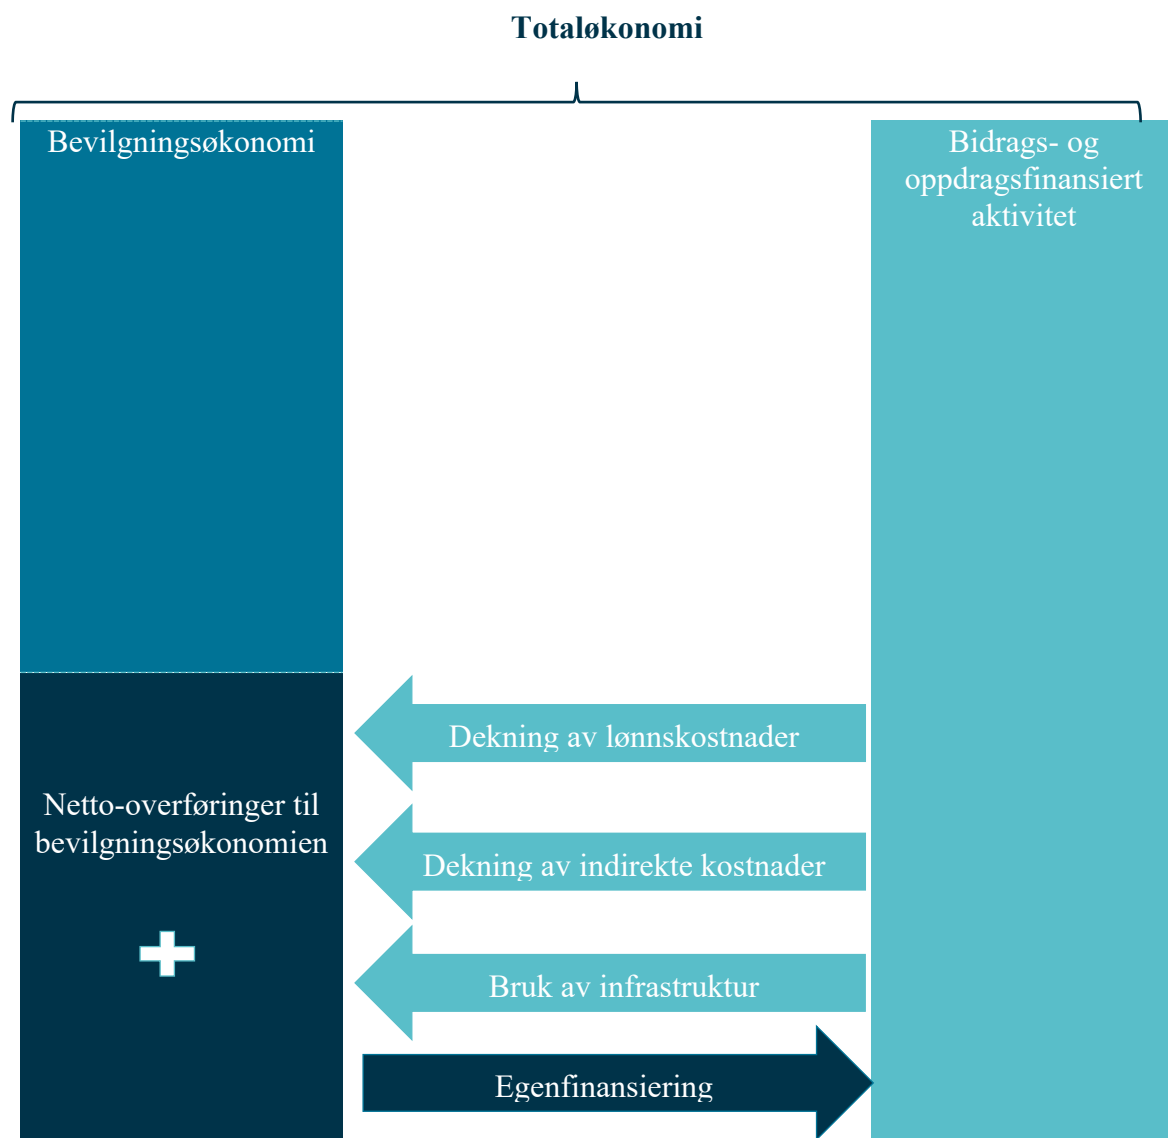 Totaløkonomi
Bevilgningsøkonomi
Bidrags- og
oppdragsfinansiert
aktivitet
Dekning av lønnskostnader
Netto-overføringer til
bevilgningsøkonomien
Dekning av indirekte kostnader
Bruk av infrastruktur
Egenfinansiering